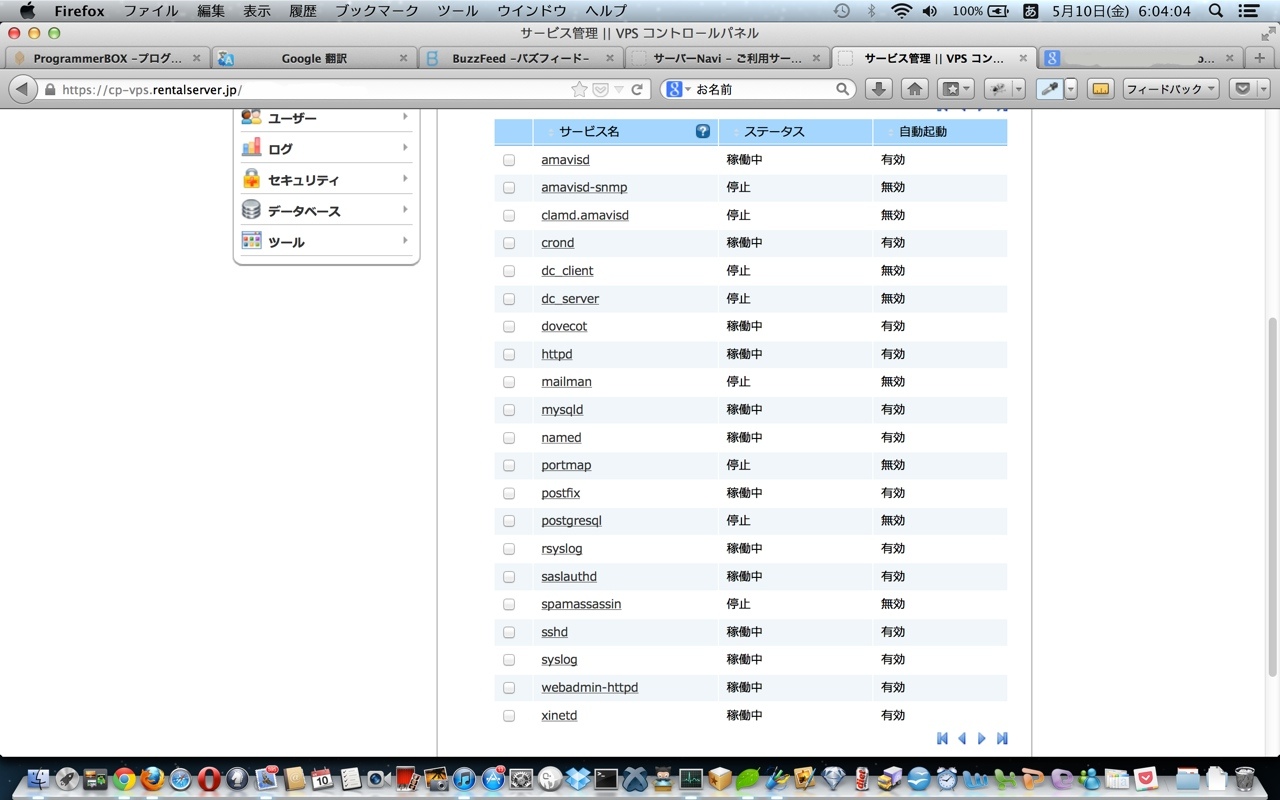 Firefox ファイル 編集 表示 履歴 ブックマーク ツール ウインドウ ヘルプ 100% あ 5月10日(金) 6:04:04
サービス管理 || VPS コントロールパネル
ProgrammerBOX -プログ... Google 翻訳 BuzzFeed -バズフィード- サーバーNavi - ご利用サー... サービス管理 || VPS コン...
https://cp-vps.rentalserver.jp/ お名前 フィードバック
ユーザー
ログ
セキュリティ
データベース
ツール
サービス名 ステータス 自動起動
amavisd 稼働中 有効
amavisd-snmp 停止 無効
clamd.amavisd 停止 無効
crond 稼働中 有効
dc_client 停止 無効
dc_server 停止 無効
dovecot 稼働中 有効
httpd 稼働中 有効
mailman 停止 無効
mysqld 稼働中 有効
named 稼働中 有効
portmap 停止 無効
postfix 稼働中 有効
postgresql 停止 無効
rsyslog 稼働中 有効
saslauthd 稼働中 有効
spamassassin 停止 無効
sshd 稼働中 有効
syslog 稼働中 有効
webadmin-httpd 稼働中 有効
xinetd 稼働中 有効